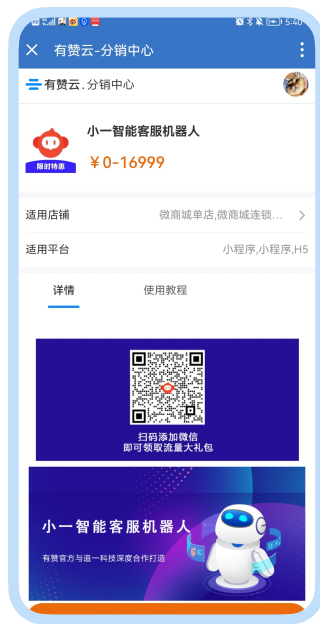 5:40
有赞云-分销中心
有赞云.分销中心
小一智能客服机器人
限时特惠
￥0-16999
适用店铺
微商城单店,微商城连锁...
适用平台
小程序,小程序,H5
详情
使用教程
扫码添加微信
即可领取流量大礼包
小一智能客服机器人
有赞官方与追一科技深度合作打造